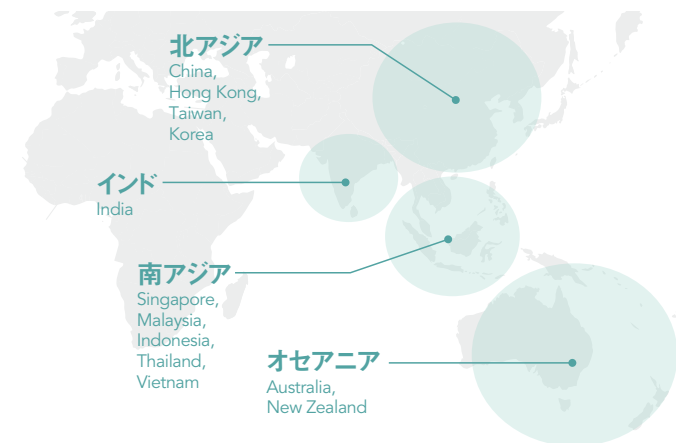 北アジア
China,
Hong Kong,
Taiwan,
Korea
インド
India
南アジア
Singapore,
Malaysia,
Indonesia,
Thailand,
Vietnam
オセアニア
Australia,
New Zealand